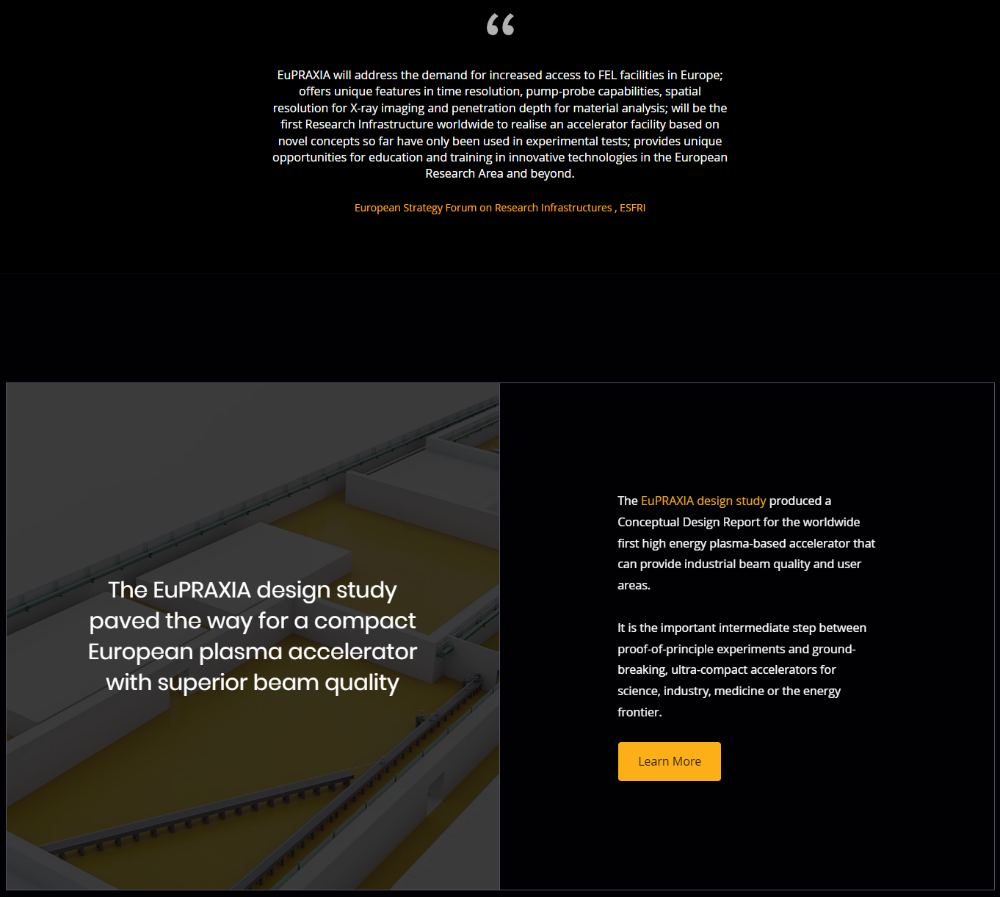 “
EuPRAXIA will address the demand for increased access to FEL facilities in Europe;
offers unique features in time resolution, pump-probe capabilities, spatial
resolution for X-ray imaging and penetration depth for material analysis; will be the
first Research Infrastructure worldwide to realise an accelerator facility based on
novel concepts so far have only been used in experimental tests; provides unique
opportunities for education and training in innovative technologies in the European
Research Area and beyond.
European Strategy Forum on Research Infrastructures , ESFRI
The EuPRAXIA design study
paved the way for a compact
European plasma accelerator
with superior beam quality
The EuPRAXIA design study produced a
Conceptual Design Report for the worldwide
first high energy plasma-based accelerator that
can provide industrial beam quality and user
areas.
It is the important intermediate step between
proof-of-principle experiments and ground-
breaking, ultra-compact accelerators for
science, industry, medicine or the energy
frontier.
Learn More